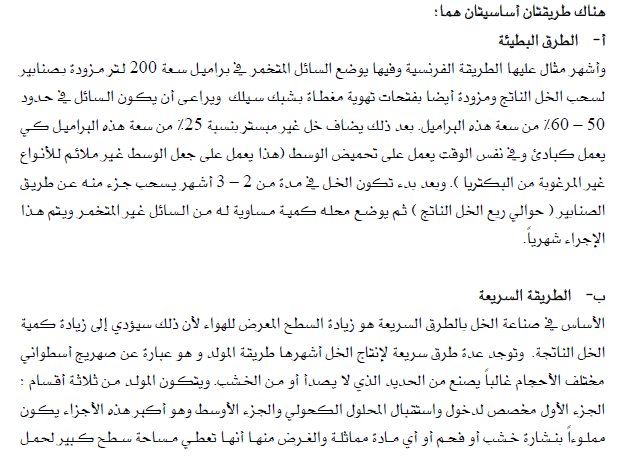 هناك طريقتان أساسيتان هما:
أ- الطرق البطيئة
وأشهر مثال عليها الطريقة الفرنسية وفيها يوضع السائل المتخمر في براميل سعة 200 لتر مزودة بصنابير
لسحب الخل الناتج ومزودة أيضا بفتحات تهوية مغطاة بشبك سيلك ويراعى أن يكون السائل في حدود
50 – 60٪ من سعة هذه البراميل. بعد ذلك يضاف خل غير مبستر بنسبة 25٪ من سعة هذه البراميل كي
يعمل كبادئ وفي نفس الوقت يعمل على تحميض الوسط (هذا يعمل على جعل الوسط غير ملائم للأنواع
غير المرغوبة من البكتريا ). وبعد بدء تكون الخل في مدة من 2 – 3 أشهر يسحب جزء منه عن طريق
الصنابير ( حوالي ربع الخل الناتج ) ثم يوضع محله كمية مساوية له من السائل غير المتخمر ويتم هذا
الإجراء شهرياً.
ب- الطريقة السريعة
الأساس في صناعة الخل بالطرق السريعة هو زيادة السطح المعرض للهواء لأن ذلك سيؤدي إلى زيادة كمية
الخل الناتجة. وتوجد عدة طرق سريعة لإنتاج الخل أشهرها طريقة المولد و هو عبارة عن صهريج أسطواني
مختلف الأحجام غالباً يصنع من الحديد الذي لا يصدأ أو من الخشب. ويتكون المولد من ثلاثة أقسام :
الجزء الأول مخصص لدخول واستقبال المحلول الكحولي والجزء الأوسط وهو أكبر هذه الأجزاء يكون
مملوءاً بنشارة خشب أو فحم أو أي مادة مماثلة والغرض منها أنها تعطي مساحة سطح كبير لحمل